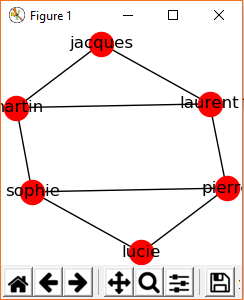 Figure 1
jacques
martin
laurent
sophie
pierre
lucie